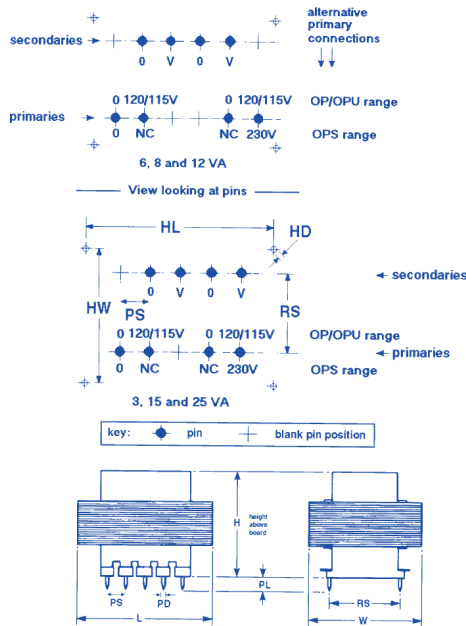 alternative
primary
connections
secondaries
0 V 0 V
0 120/115V 0 120/115V OP/OPU range
primaries
0 NC NC 230V OPS range
6, 8 and 12 VA
View looking at pins
HL
HD
secondaries
0 V 0 V
HW
PS
RS
0 120/115V 0 120/115V OP/OPU range
primaries
0 NC NC 230V OPS range
3, 15 and 25 VA
key: pin blank pin position
H
height
above
board
PL
PS PD
RS
L
W